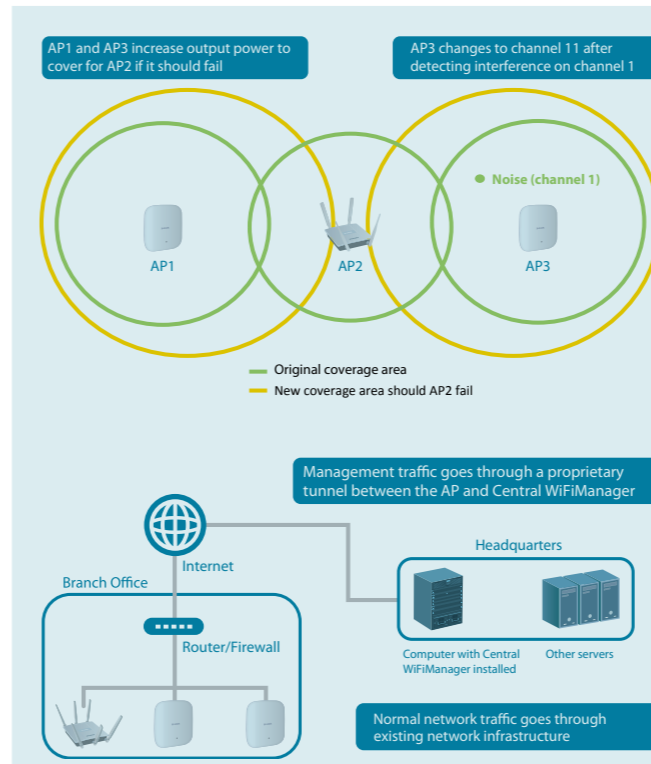 AP1 and AP3 increase output power to
cover for AP2 if it should fail
AP3 changes to channel 11 after
detecting interference on channel 1
Noise (channel 1)
AP1
AP2
AP3
Original coverage area
New coverage area should AP2 fail
Management traffic goes through a proprietary
tunnel between the AP and Central WiFiManager
Internet
Headquarters
Branch Office
Router/Firewall
Computer with Central
WiFiManager installed
Other servers
Normal network traffic goes through
existing network infrastructure